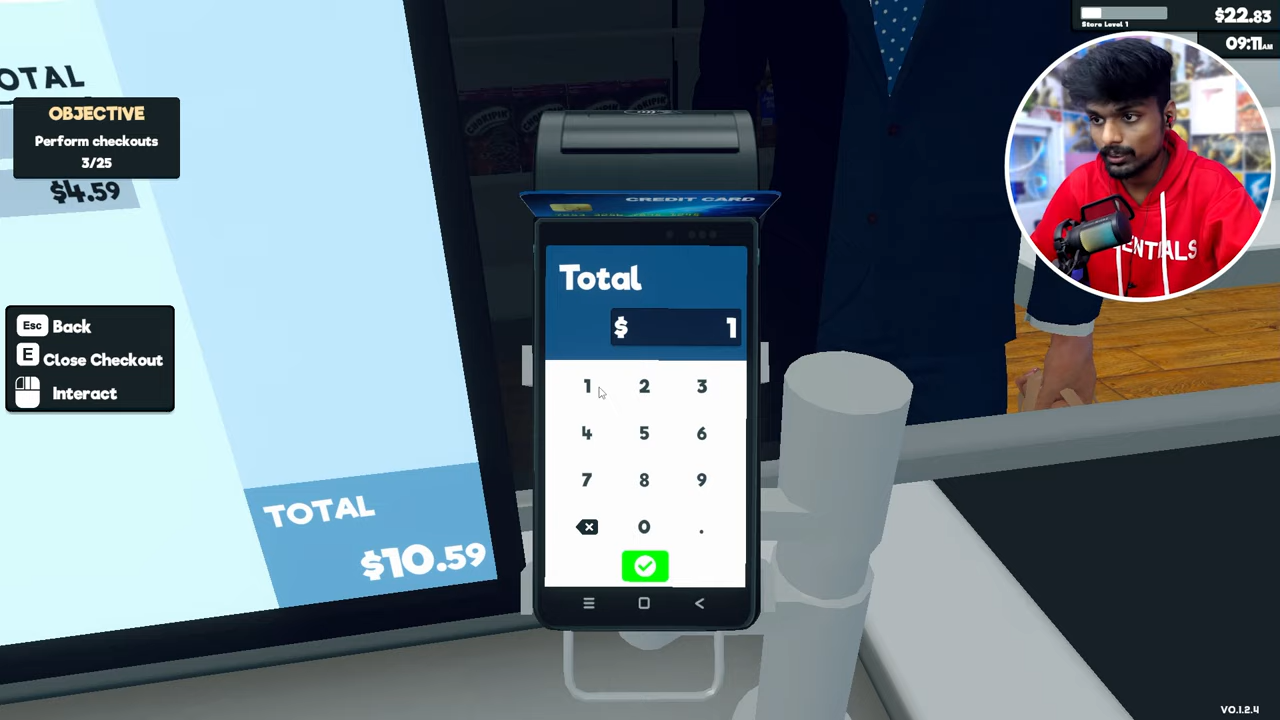 OTAL
OBJECTIVE
Perform checkouts
3/25
$4.59
Esc Back
E Close Checkout
Interact
TOTAL
$10.59
CREDIT CARD
Total
$ 1
1 2 3
4 5 6
7 8 9
0 .
Store Level 1
$22.83
09:11AM
ENTIALS
V0.1.2.4